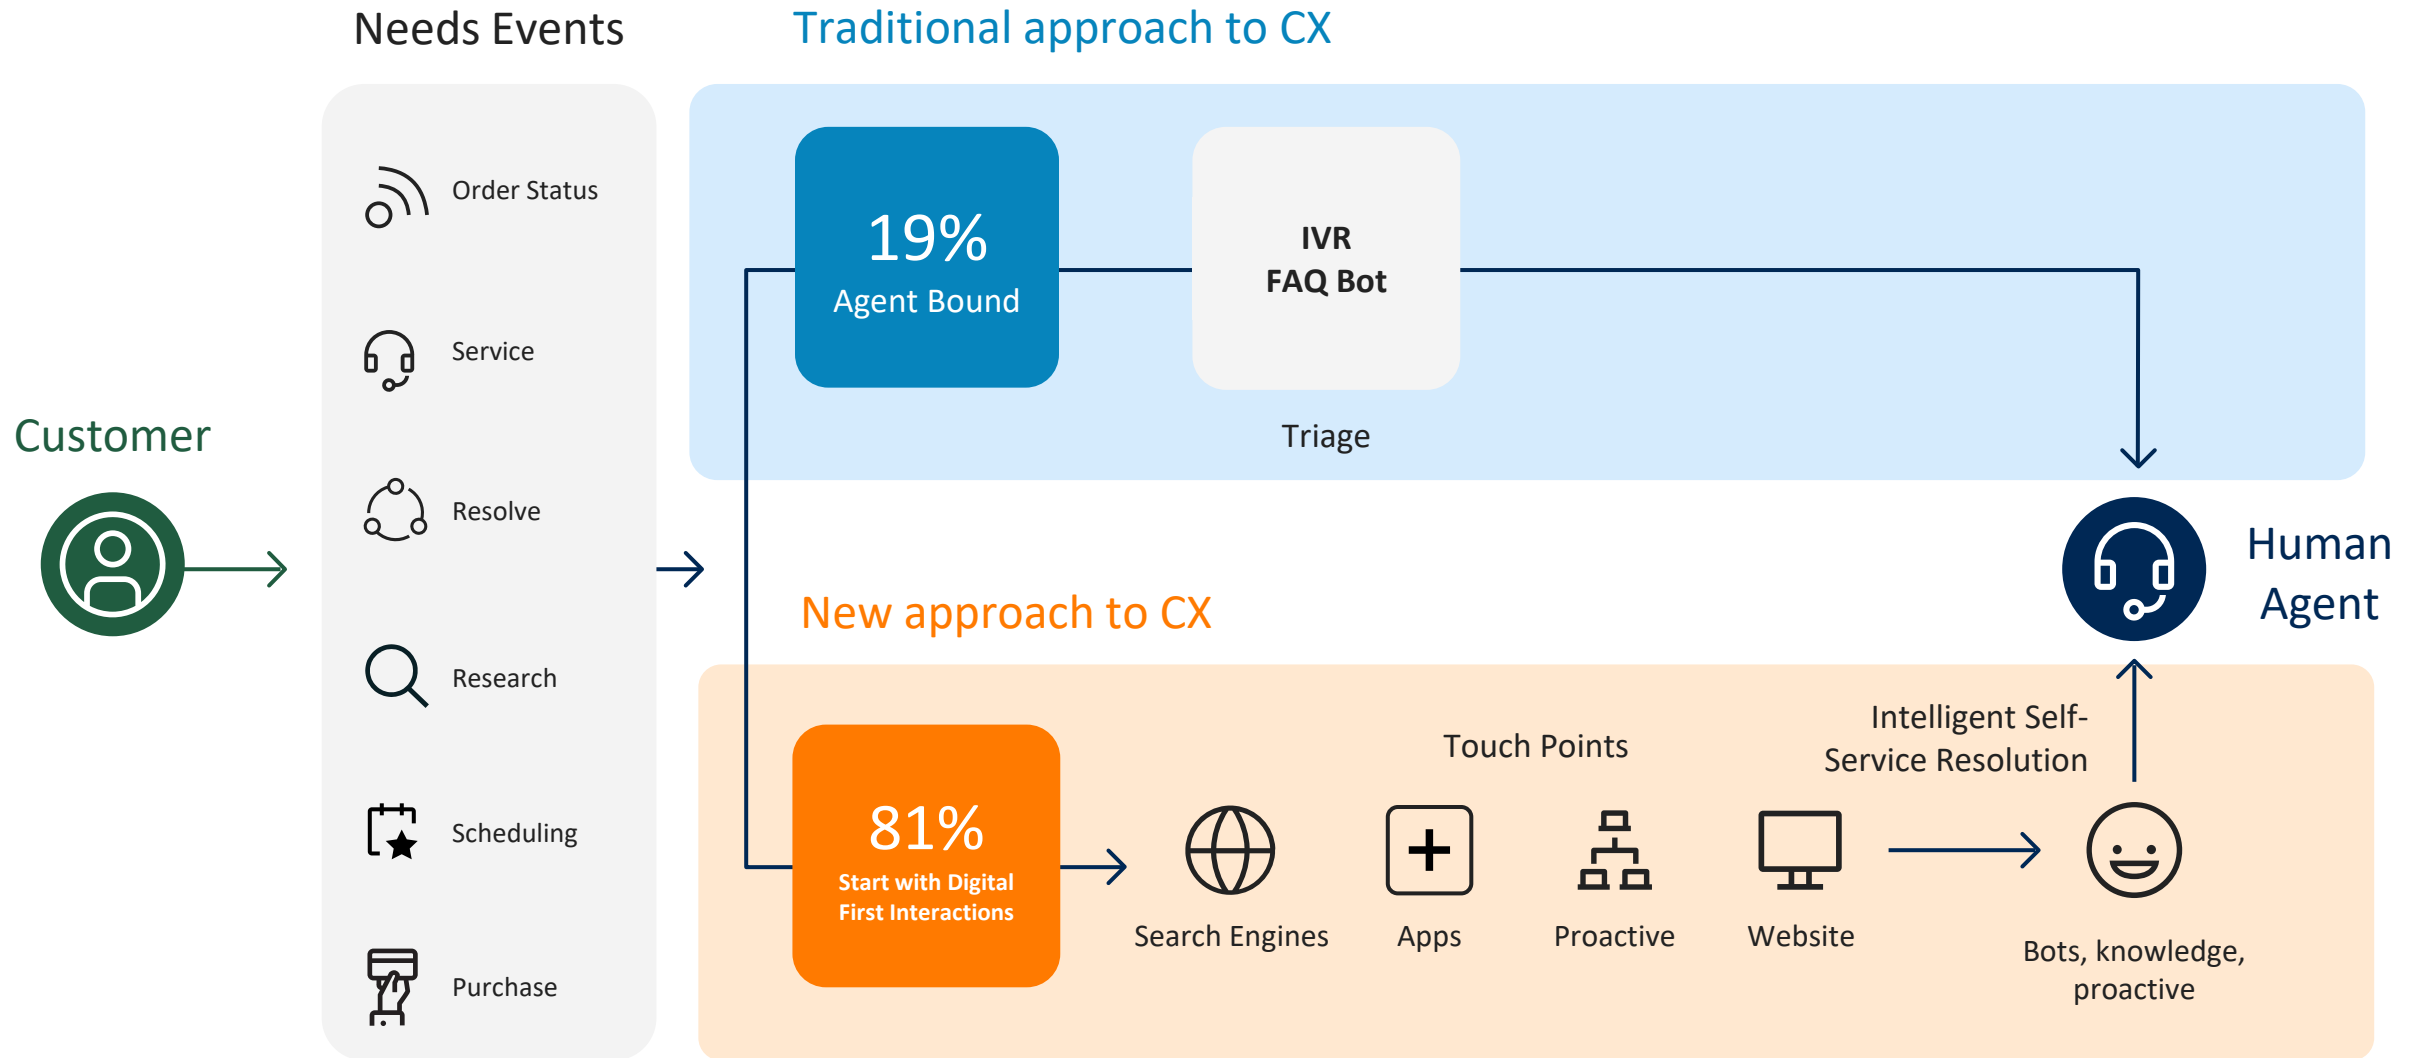 Needs Events
Traditional approach to CX
Customer
Order Status
Service
Resolve
Research
Scheduling
Purchase
19%
Agent Bound
IVR
FAQ Bot
Triage
Human
Agent
New approach to CX
81%
Start with Digital
First Interactions
Touch Points
Search Engines
Apps
Proactive
Website
Intelligent Self-
Service Resolution
Bots, knowledge,
proactive